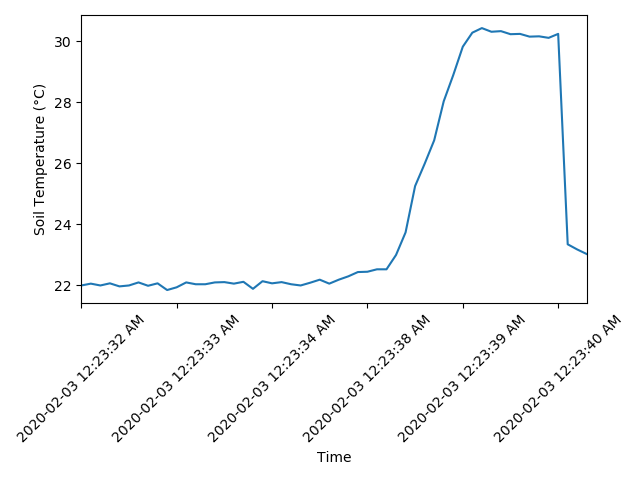 30
28
26
24
22
Soil Temperature (°C)
2020-02-03 12:23:32 AM
2020-02-03 12:23:33 AM
2020-02-03 12:23:34 AM
2020-02-03 12:23:38 AM
2020-02-03 12:23:39 AM
2020-02-03 12:23:40 AM
Time